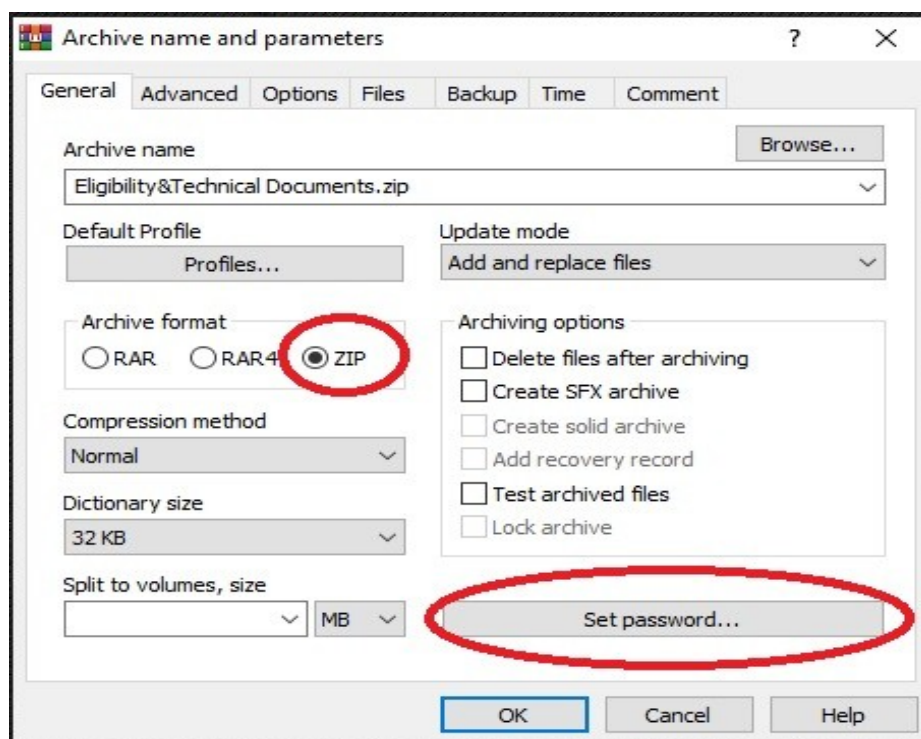 Archive name and parameters
General Advanced Options Files Backup Time Comment
Archive name
Browse...
Eligibility&Technical Documents.zip
Default Profile
Profiles...
Update mode
Add and replace files
Archive format
RAR RAR4 ZIP
Compression method
Normal
Dictionary size
32 KB
Split to volumes, size
MB
Archiving options
Delete files after archiving
Create SFX archive
Create solid archive
Add recovery record
Test archived files
Lock archive
Set password...
OK Cancel Help